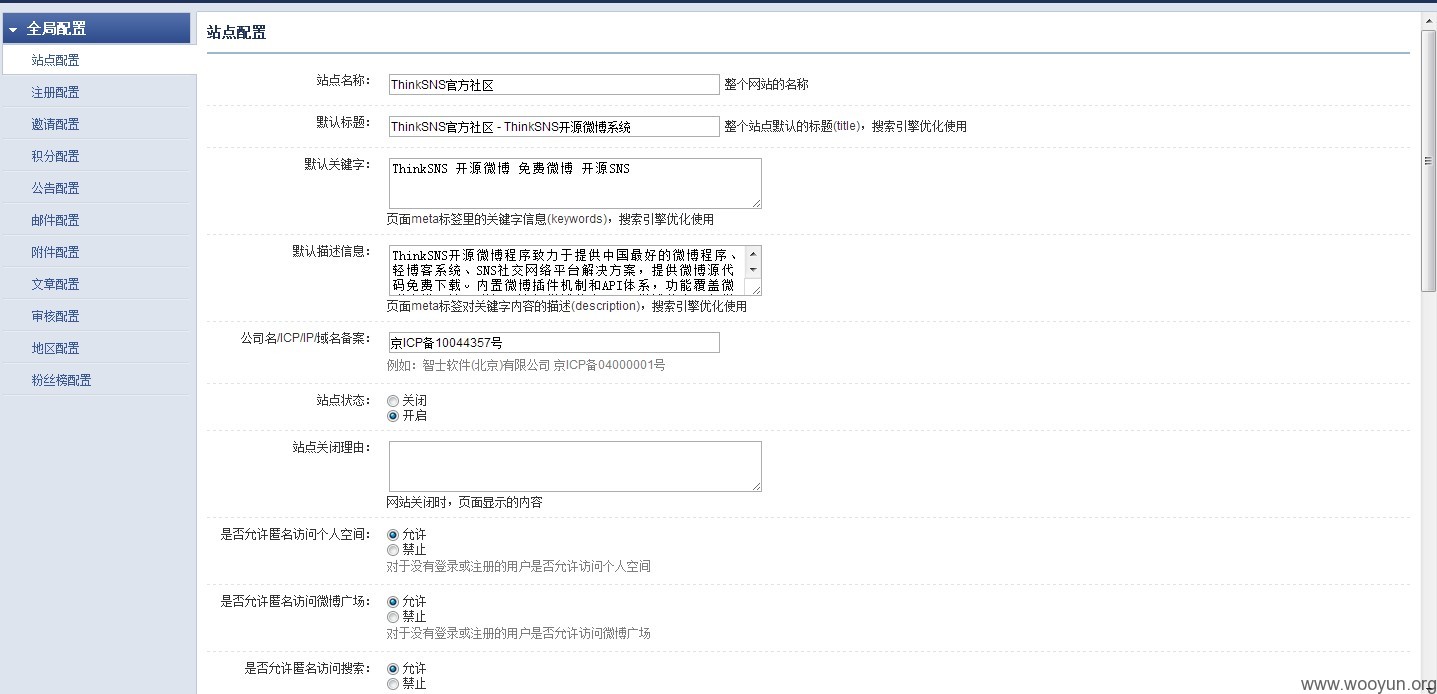 全局配置
站点配置
注册配置
邀请配置
积分配置
公告配置
邮件配置
附件配置
文章配置
审核配置
地区配置
粉丝榜配置
站点配置
站点名称： ThinkSNS官方社区 整个网站的名称
默认标题： ThinkSNS官方社区 - ThinkSNS开源微博系统 整个站点默认的标题(title)，搜索引擎优化使用
默认关键字： ThinkSNS 开源微博 免费微博 开源SNS
页面meta标签里的关键字信息(keywords)，搜索引擎优化使用
默认描述信息： ThinkSNS开源微博程序致力于提供中国最好的微博程序、
轻博客系统、SNS社交网络平台解决方案，提供微博源代
码免费下载。内置微博插件机制和API体系，功能覆盖微
页面meta标签对关键字内容的描述(description)，搜索引擎优化使用
公司名/ICP/IP/域名备案： 京ICP备10044357号
例如：智士软件(北京)有限公司 京ICP备04000001号
站点状态： 关闭
开启
站点关闭理由：
网站关闭时，页面显示的内容
是否允许匿名访问个人空间： 允许
禁止
对于没有登录或注册的用户是否允许访问个人空间
是否允许匿名访问微博广场： 允许
禁止
对于没有登录或注册的用户是否允许访问微博广场
是否允许匿名访问搜索： 允许
禁止
www.wooyun.org